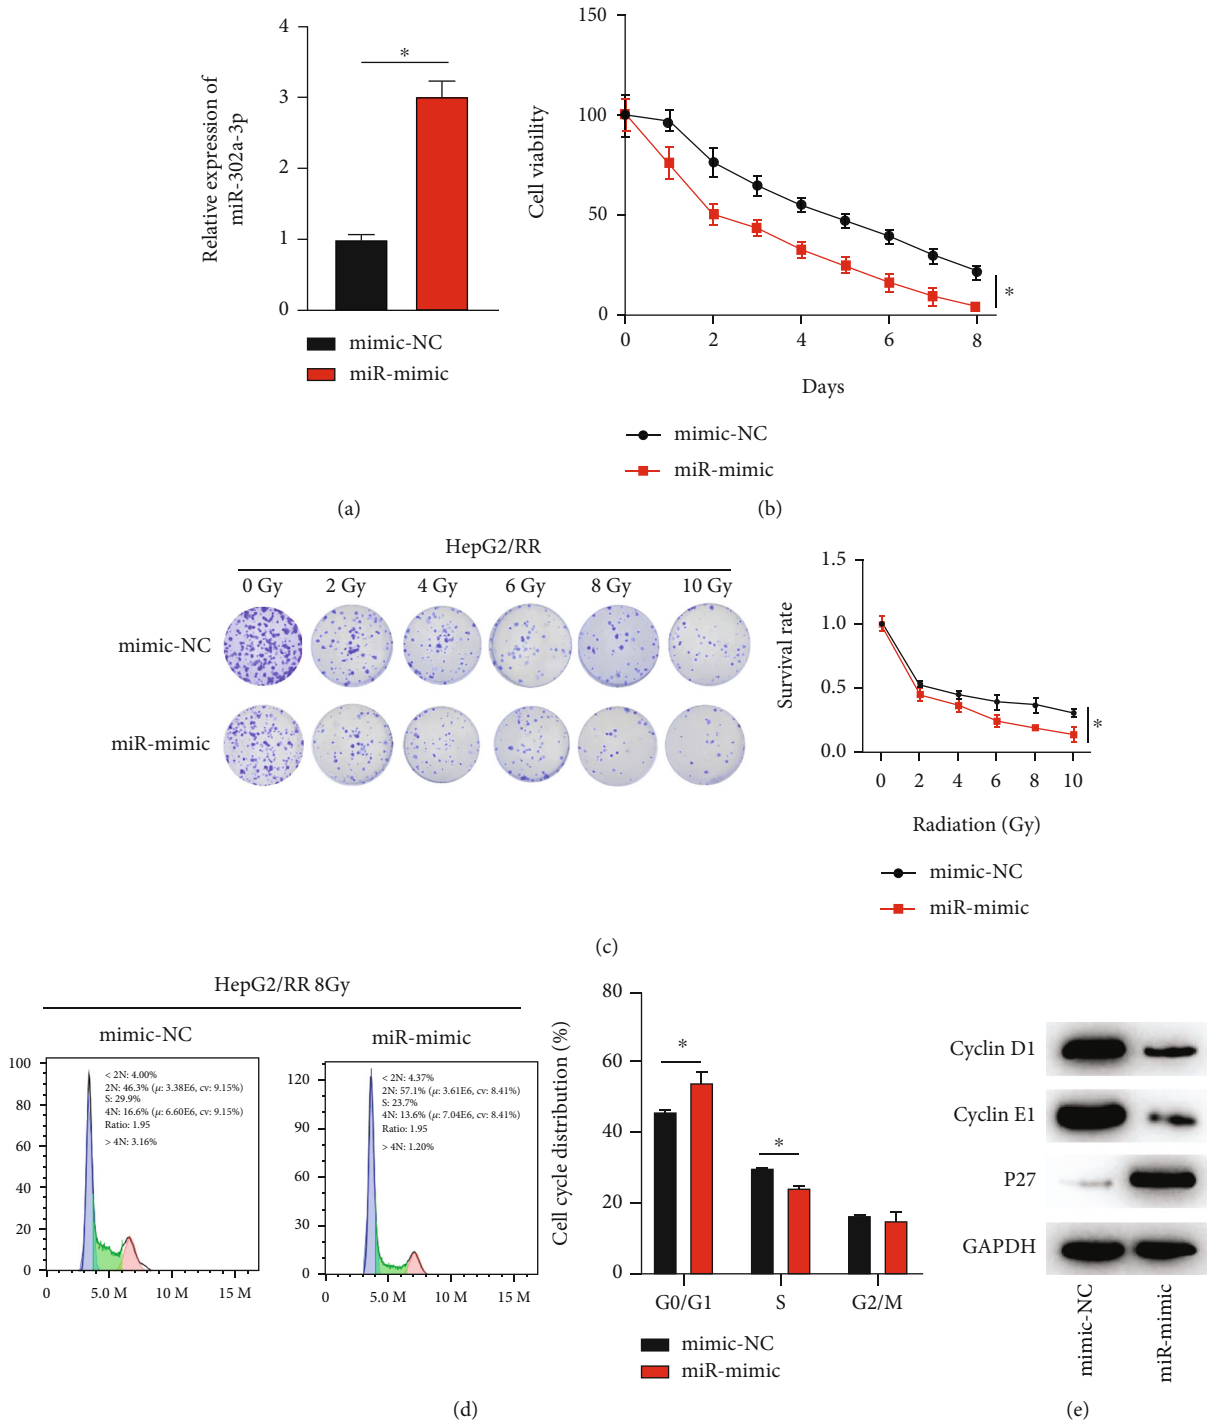 4
3
2
1
0
Relative expression of
miR-302a-3p
*
mimic-NC
miR-mimic
(a)
150
100
50
0
Cell viability
0 2 4 6 8
Days
*
mimic-NC
miR-mimic
(b)
HepG2/RR
0 Gy 2 Gy 4 Gy 6 Gy 8 Gy 10 Gy
mimic-NC
miR-mimic
1.5
1.0
0.5
0.0
Survival rate
0 2 4 6 8 10
Radiation (Gy)
*
mimic-NC
miR-mimic
(c)
HepG2/RR 8Gy
mimic-NC
100
80
60
40
20
0
< 2N: 4.00%
2N: 46.3% (μ: 3.38E6, cv: 9.15%)
S: 29.9%
4N: 16.6% (μ: 6.60E6, cv: 9.15%)
Ratio: 1.95
> 4N: 3.16%
0 5.0 M 10 M 15 M
miR-mimic
120
90
60
30
0
< 2N: 4.37%
2N: 57.1% (μ: 3.61E6, cv: 8.41%)
S: 23.7%
4N: 13.6% (μ: 7.04E6, cv: 8.41%)
Ratio: 1.95
> 4N: 1.20%
0 5.0 M 10 M 15 M
80
60
40
20
0
Cell cycle distribution (%)
*
*
G0/G1 S G2/M
mimic-NC
miR-mimic
(d)
Cyclin D1
Cyclin E1
P27
GAPDH
mimic-NC
miR-mimic
(e)